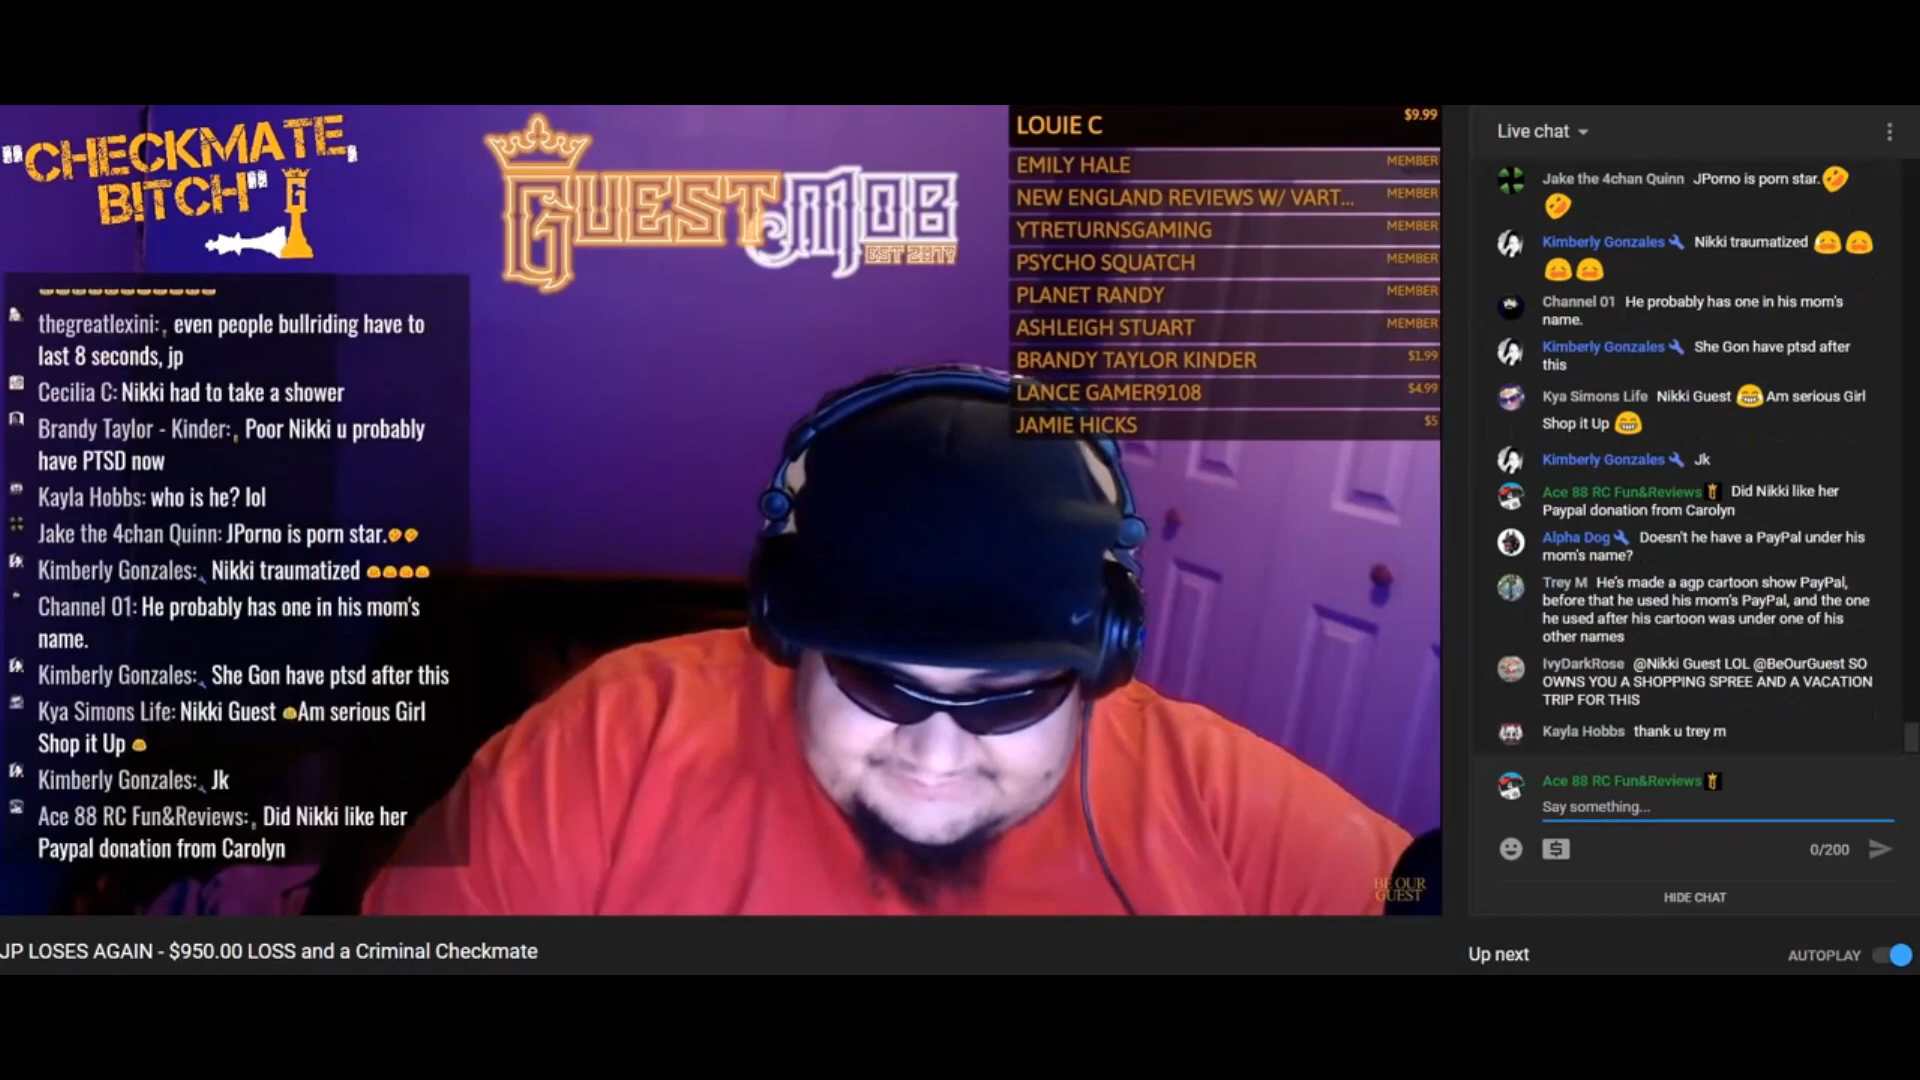 "CHECKMATE,
BITCH"
G
GUEST MOB
EST 2017
LOUIE C $9.99
EMILY HALE MEMBER
NEW ENGLAND REVIEWS W/ VART... MEMBER
YTRETURNSGAMING MEMBER
PSYCHO SQUATCH MEMBER
PLANET RANDY MEMBER
ASHLEIGH STUART MEMBER
BRANDY TAYLOR KINDER $1.99
LANCE GAMER9108 $4.99
JAMIE HICKS $5
thegreatlexini: even people bullriding have to
last 8 seconds, jp
Cecilia C: Nikki had to take a shower
Brandy Taylor - Kinder: Poor Nikki u probably
have PTSD now
Kayla Hobbs: who is he? lol
Jake the 4chan Quinn: JPorno is porn star.
Kimberly Gonzales: Nikki traumatized
Channel 01: He probably has one in his mom's
name.
Kimberly Gonzales: She Gon have ptsd after this
Kya Simons Life: Nikki Guest Am serious Girl
Shop it Up
Kimberly Gonzales: Jk
Ace 88 RC Fun&Reviews: Did Nikki like her
Paypal donation from Carolyn
BE OUR
GUEST
JP LOSES AGAIN - $950.00 LOSS and a Criminal Checkmate
Live chat
Jake the 4chan Quinn JPorno is porn star.
Kimberly Gonzales Nikki traumatized
Channel 01 He probably has one in his mom's
name.
Kimberly Gonzales She Gon have ptsd after
this
Kya Simons Life Nikki Guest Am serious Girl
Shop it Up
Kimberly Gonzales Jk
Ace 88 RC Fun&Reviews Did Nikki like her
Paypal donation from Carolyn
Alpha Dog Doesn't he have a PayPal under his
mom's name?
Trey M He's made a agp cartoon show PayPal,
before that he used his mom's PayPal, and the one
he used after his cartoon was under one of his
other names
IvyDarkRose @Nikki Guest LOL @BeOurGuest SO
OWNS YOU A SHOPPING SPREE AND A VACATION
TRIP FOR THIS
Kayla Hobbs thank u trey m
Ace 88 RC Fun&Reviews
Say something...
0/200
HIDE CHAT
Up next
AUTOPLAY